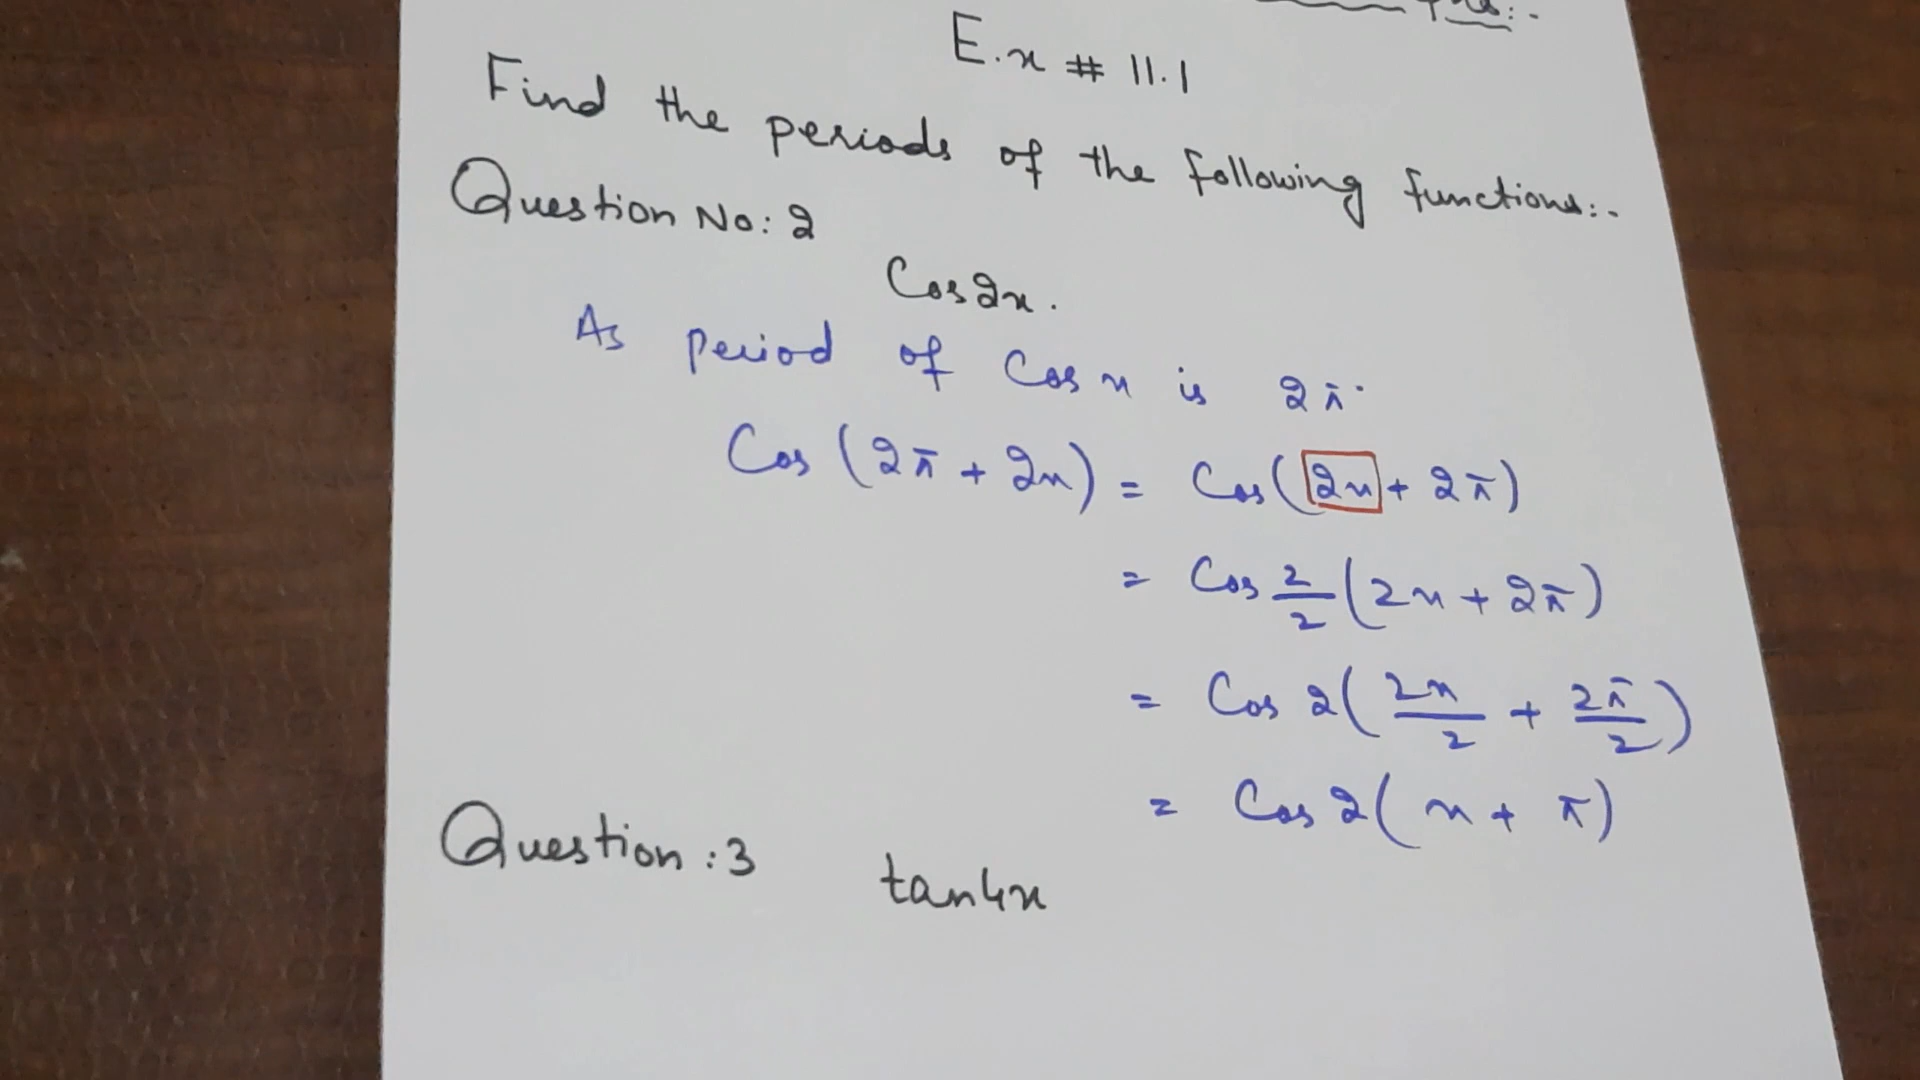 E.x # 11.1
Find the periods of the following functions:-
Question No: 2
Cos2x.
As period of Cos x is 2π.
Cos (2π + 2x) = Cos (2x + 2π)
= Cos 2/2 (2x + 2π)
= Cos 2( 2x/2 + 2π/2 )
= Cos 2( x + π)
Question :3 tan4x